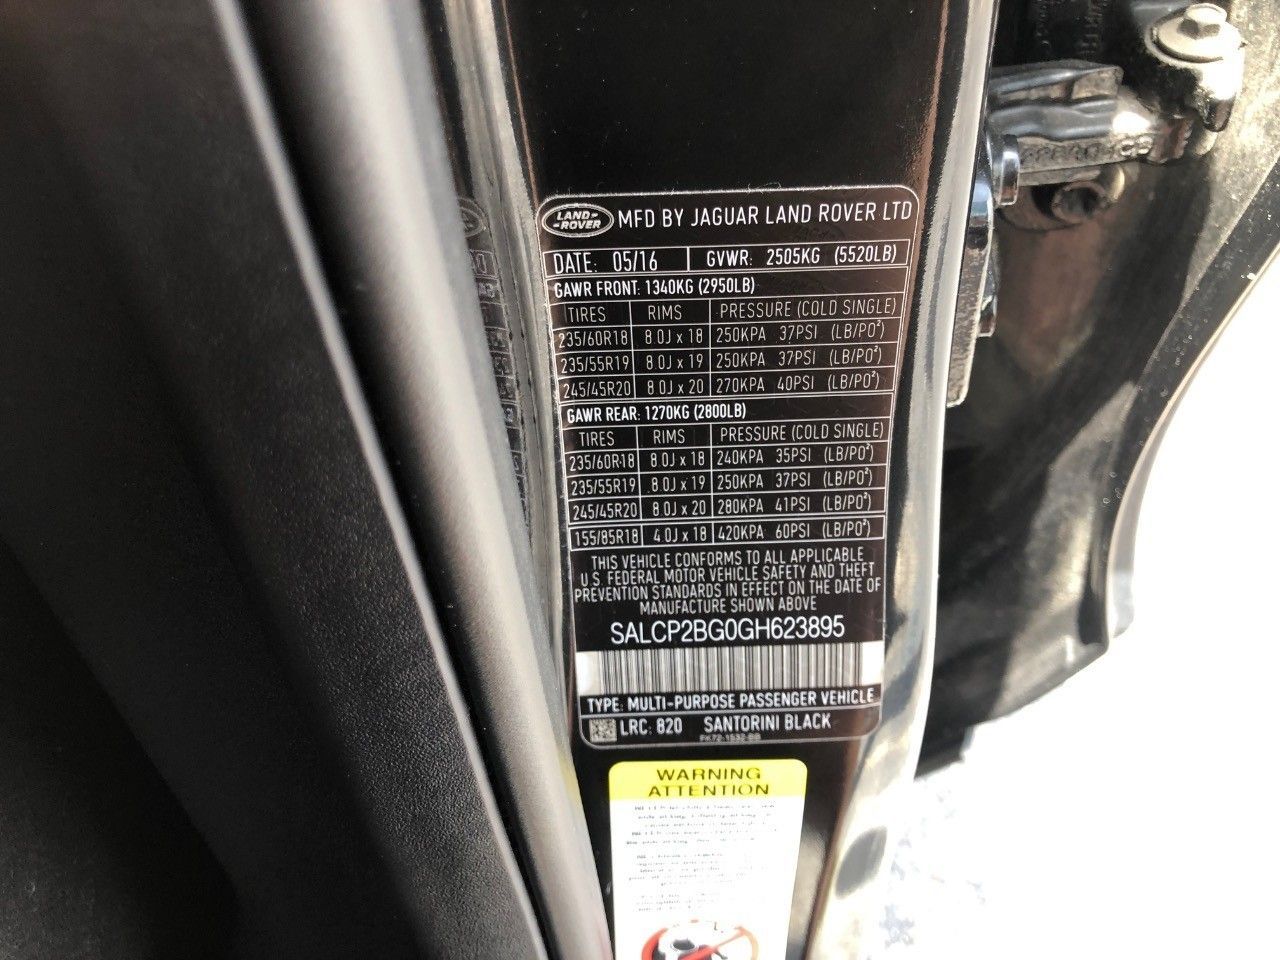 LAND-
-ROVER
MFD BY JAGUAR LAND ROVER LTD
DATE: 05/16 GVWR: 2505KG (5520LB)
GAWR FRONT: 1340KG (2950LB)
TIRES RIMS PRESSURE (COLD SINGLE)
235/60R18 8.0J x 18 250KPA 37PSI (LB/PO²)
235/55R19 8.0J x 19 250KPA 37PSI (LB/PO²)
245/45R20 8.0J x 20 270KPA 40PSI (LB/PO²)
GAWR REAR: 1270KG (2800LB)
TIRES RIMS PRESSURE (COLD SINGLE)
235/60R18 8.0J x 18 240KPA 35PSI (LB/PO²)
235/55R19 8.0J x 19 250KPA 37PSI (LB/PO²)
245/45R20 8.0J x 20 280KPA 41PSI (LB/PO²)
155/85R18 4.0J x 18 420KPA 60PSI (LB/PO²)
THIS VEHICLE CONFORMS TO ALL APPLICABLE
U.S. FEDERAL MOTOR VEHICLE SAFETY AND THEFT
PREVENTION STANDARDS IN EFFECT ON THE DATE OF
MANUFACTURE SHOWN ABOVE
SALCP2BG0GH623895
TYPE: MULTI-PURPOSE PASSENGER VEHICLE
LRC: 820 SANTORINI BLACK
FK72-1532-BB
WARNING
ATTENTION